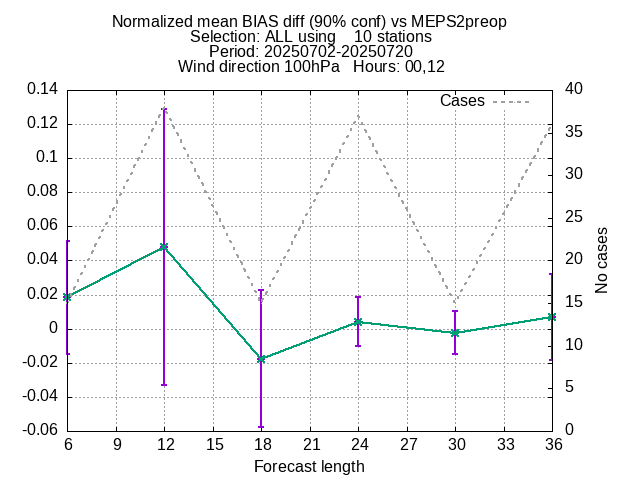 Normalized mean BIAS diff (90% conf) vs MEPS2preop
Selection: ALL using    10 stations
Period: 20250702-20250720
Wind direction 100hPa   Hours: 00,12
Cases
0.14
0.12
0.1
0.08
0.06
0.04
0.02
0
-0.02
-0.04
-0.06
40
35
30
25
20
15
10
5
0
No cases
6 9 12 15 18 21 24 27 30 33 36
Forecast length